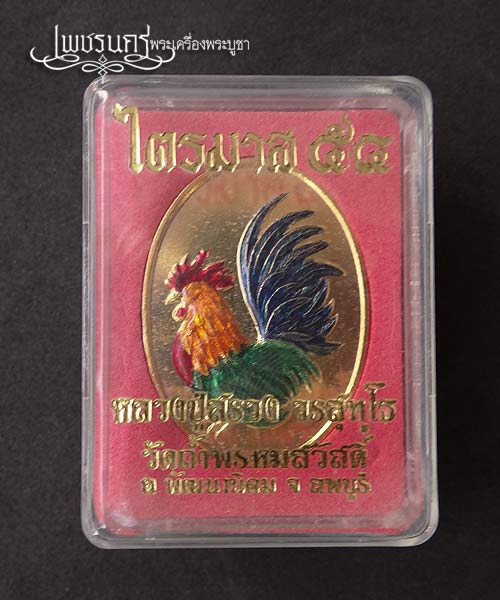 เพชรนคร
พระเครื่องพระบูชา
ไตรมาส ๕๔
หลวงปู่สรวง วรสุทฺโธ
วัดถ้ำพรหมสวัสดิ์
อ พัฒนานิคม จ ลพบุรี